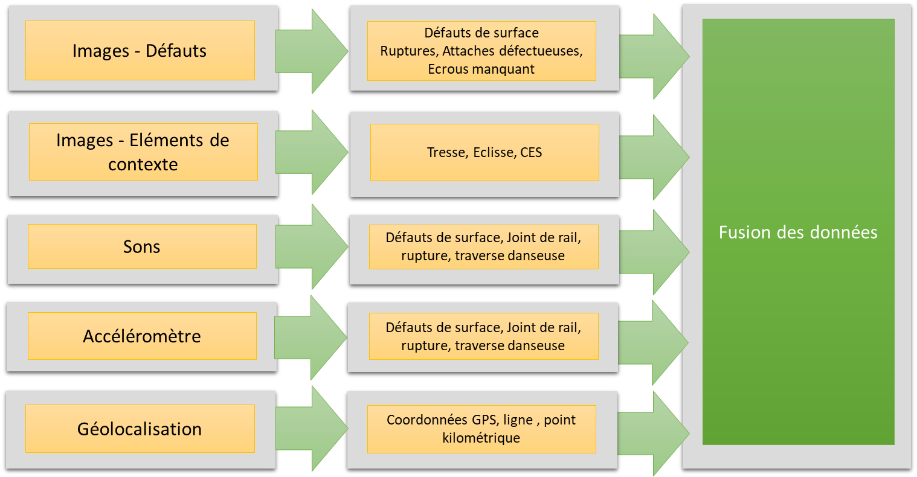 Images - Défauts
Défauts de surface
Ruptures, Attaches défectueuses,
Ecrous manquant
Images - Eléments de
contexte
Tresse, Eclisse, CES
Sons
Défauts de surface, Joint de rail,
rupture, traverse danseuse
Accéléromètre
Défauts de surface, Joint de rail,
rupture, traverse danseuse
Géolocalisation
Coordonnées GPS, ligne , point
kilométrique
Fusion des données